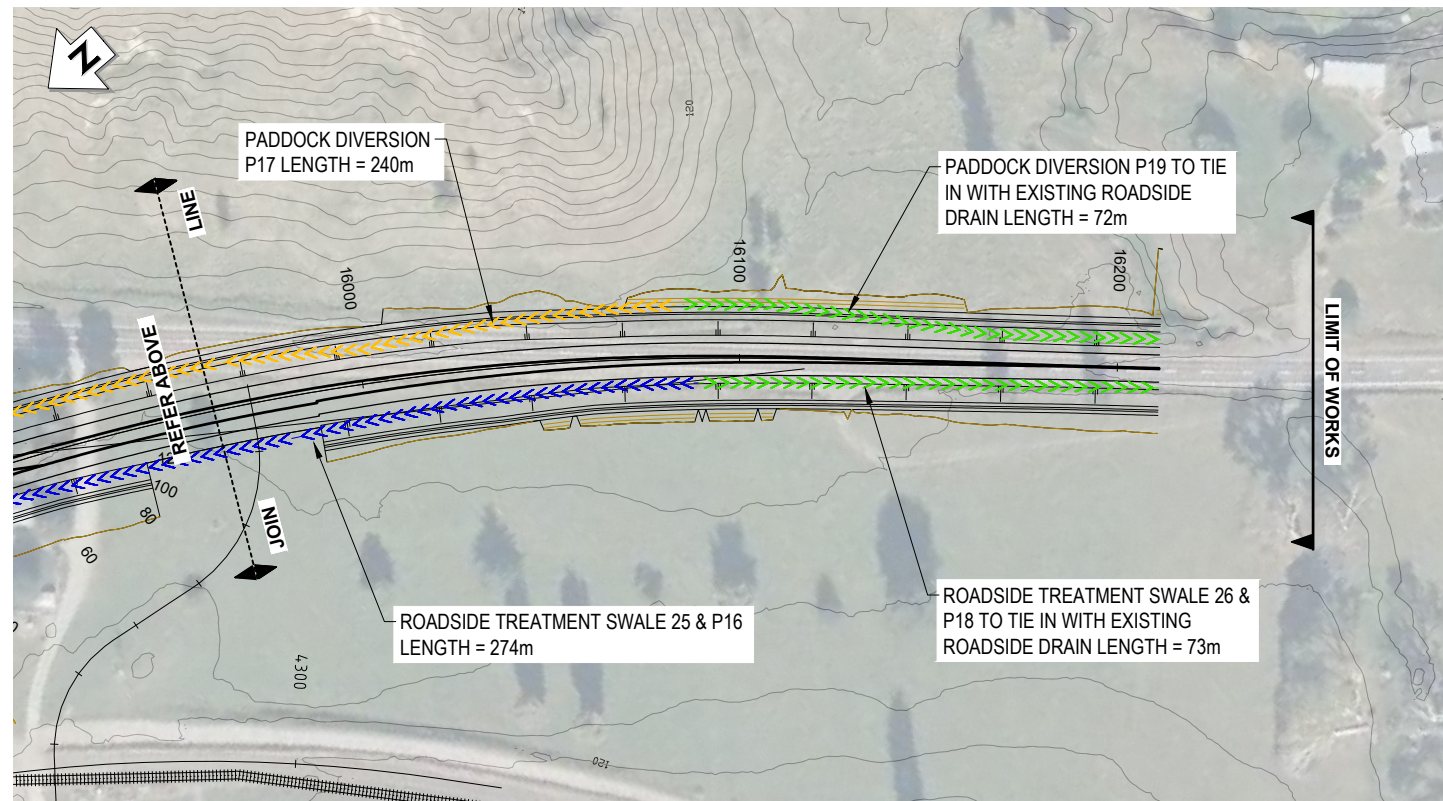 N
120
PADDOCK DIVERSION
P17 LENGTH = 240m
PADDOCK DIVERSION P19 TO TIE
IN WITH EXISTING ROADSIDE
DRAIN LENGTH = 72m
LINE
REFER ABOVE
JOIN
16000
16100
16200
LIMIT OF WORKS
100
80
60
ROADSIDE TREATMENT SWALE 25 & P16
LENGTH = 274m
ROADSIDE TREATMENT SWALE 26 &
P18 TO TIE IN WITH EXISTING
ROADSIDE DRAIN LENGTH = 73m
4300
120